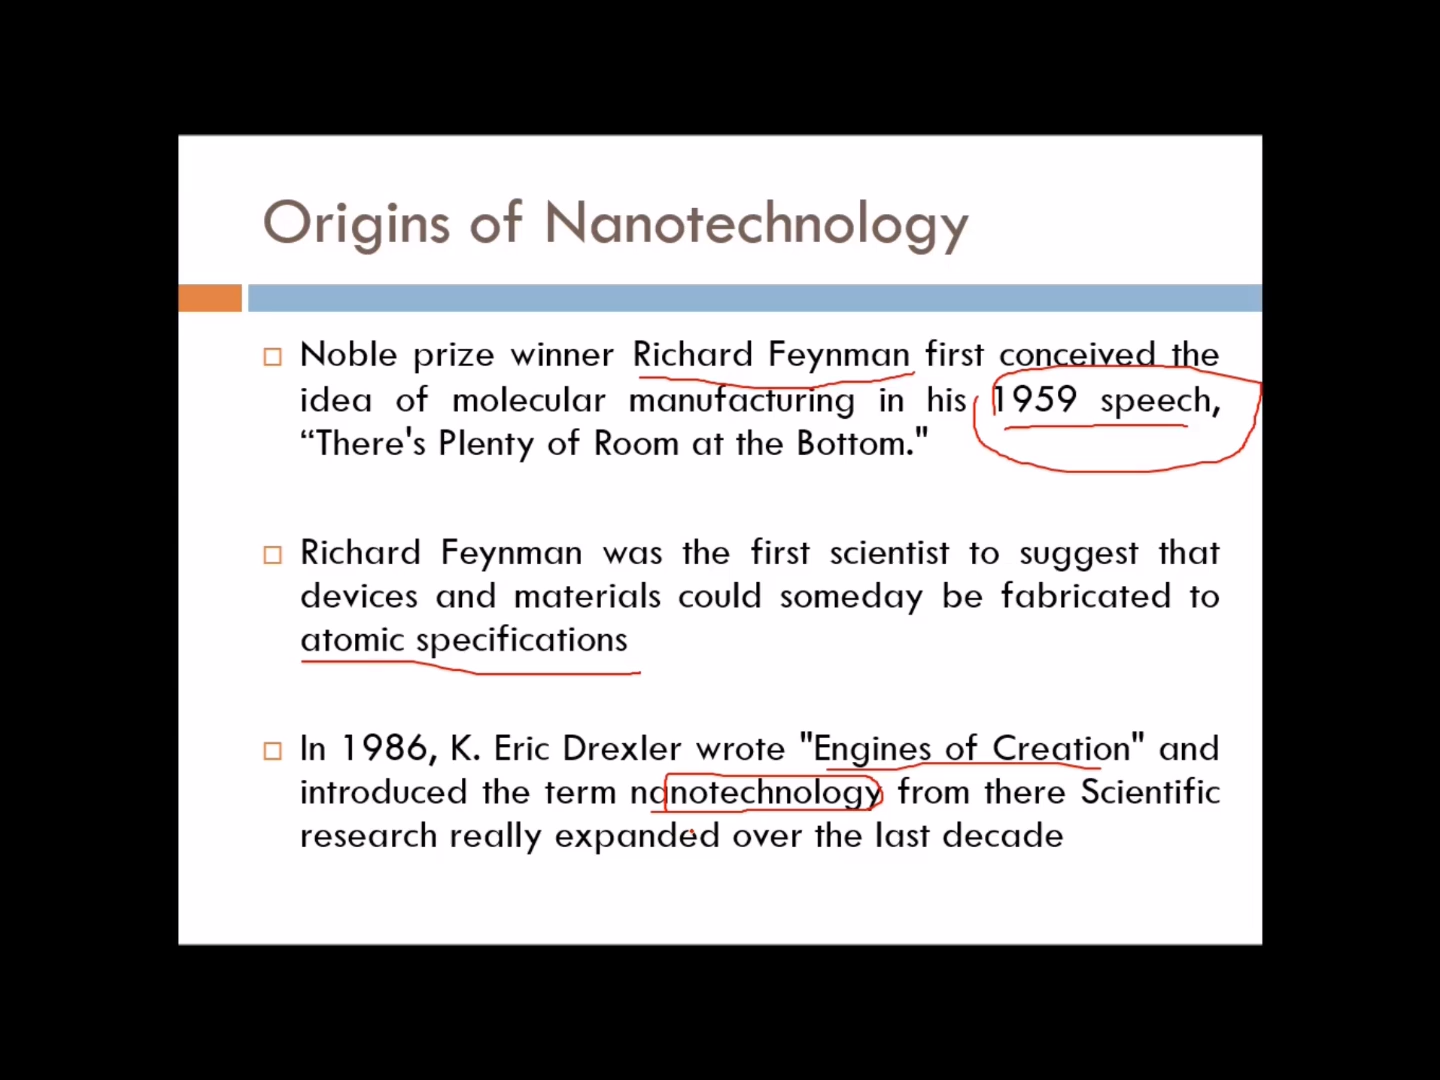 Origins of Nanotechnology
Noble prize winner Richard Feynman first conceived the
idea of molecular manufacturing in his 1959 speech,
“There's Plenty of Room at the Bottom."
Richard Feynman was the first scientist to suggest that
devices and materials could someday be fabricated to
atomic specifications
In 1986, K. Eric Drexler wrote "Engines of Creation" and
introduced the term nanotechnology from there Scientific
research really expanded over the last decade